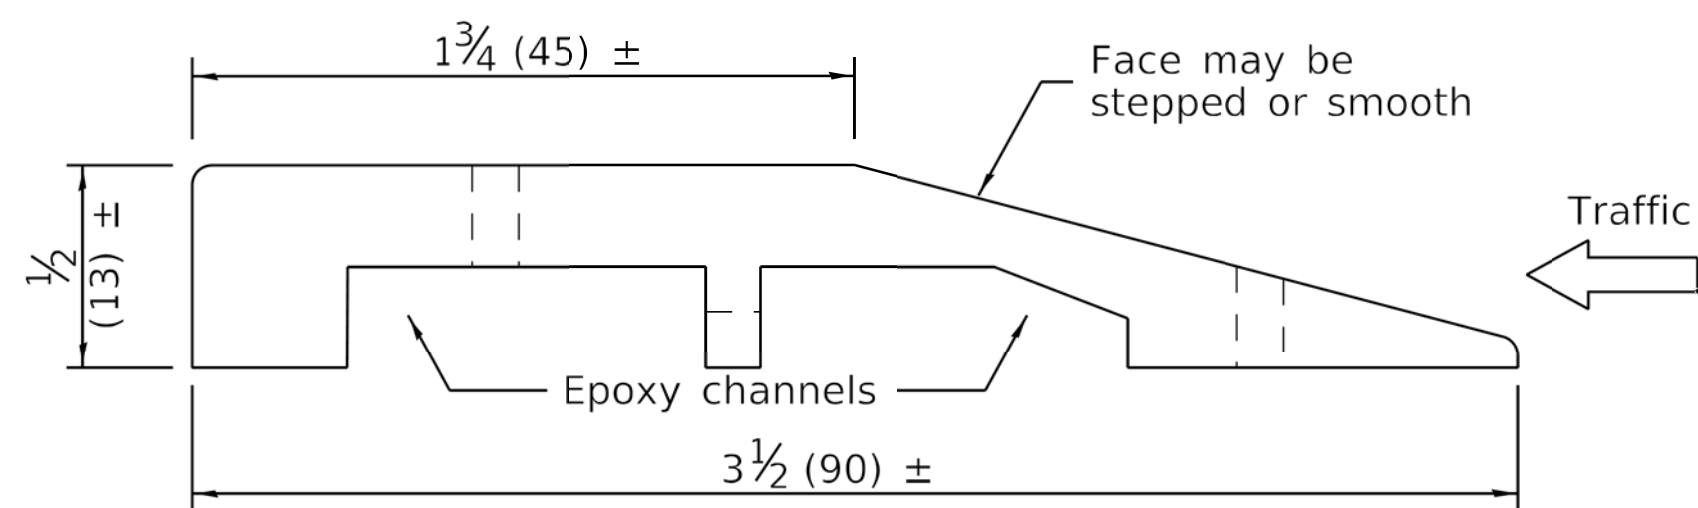 1¾ (45) ±
Face may be
stepped or smooth
Traffic
½
(13) ±
Epoxy channels
3½ (90) ±